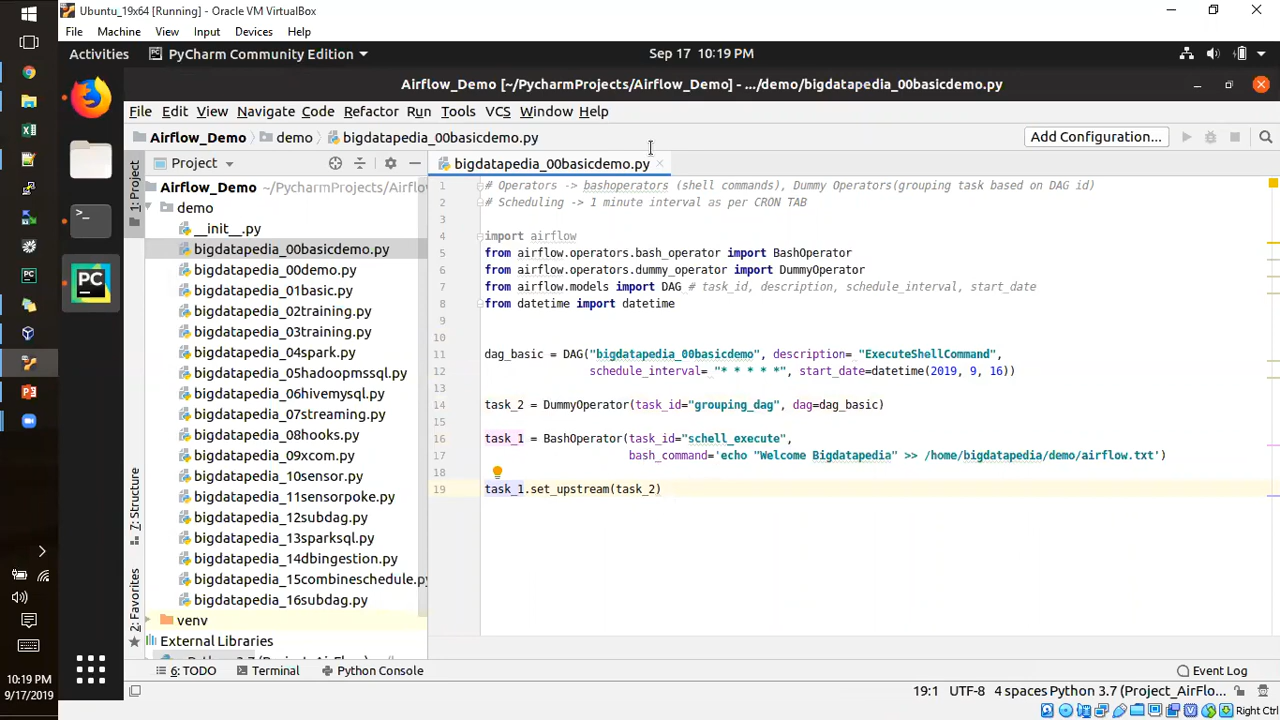 Ubuntu_19x64 [Running] - Oracle VM VirtualBox
File Machine View Input Devices Help
Activities PyCharm Community Edition Sep 17 10:19 PM
Airflow_Demo [~/PycharmProjects/Airflow_Demo] - .../demo/bigdatapedia_00basicdemo.py
File Edit View Navigate Code Refactor Run Tools VCS Window Help
Airflow_Demo demo bigdatapedia_00basicdemo.py Add Configuration...
1: Project
Project
Airflow_Demo ~/PycharmProjects/Airflo
demo
__init__.py
bigdatapedia_00basicdemo.py
bigdatapedia_00demo.py
bigdatapedia_01basic.py
bigdatapedia_02training.py
bigdatapedia_03training.py
bigdatapedia_04spark.py
bigdatapedia_05hadoopmssql.py
bigdatapedia_06hivemysql.py
bigdatapedia_07streaming.py
bigdatapedia_08hooks.py
bigdatapedia_09xcom.py
bigdatapedia_10sensor.py
bigdatapedia_11sensorpoke.py
bigdatapedia_12subdag.py
bigdatapedia_13sparksql.py
bigdatapedia_14dbingestion.py
bigdatapedia_15combineschedule.py
bigdatapedia_16subdag.py
venv
External Libraries
7: Structure
2: Favorites
bigdatapedia_00basicdemo.py
1 # Operators -> bashoperators (shell commands), Dummy Operators(grouping task based on DAG id)
2 # Scheduling -> 1 minute interval as per CRON TAB
3
4 import airflow
5 from airflow.operators.bash_operator import BashOperator
6 from airflow.operators.dummy_operator import DummyOperator
7 from airflow.models import DAG # task_id, description, schedule_interval, start_date
8 from datetime import datetime
9
10
11 dag_basic = DAG("bigdatapedia_00basicdemo", description= "ExecuteShellCommand",
12 schedule_interval= "* * * * *", start_date=datetime(2019, 9, 16))
13
14 task_2 = DummyOperator(task_id="grouping_dag", dag=dag_basic)
15
16 task_1 = BashOperator(task_id="schell_execute",
17 bash_command='echo "Welcome Bigdatapedia" >> /home/bigdatapedia/demo/airflow.txt')
18
19 task_1.set_upstream(task_2)
6: TODO Terminal Python Console Event Log
19:1 UTF-8 4 spaces Python 3.7 (Project_AirFlo...
Right Ctrl
10:19 PM
9/17/2019